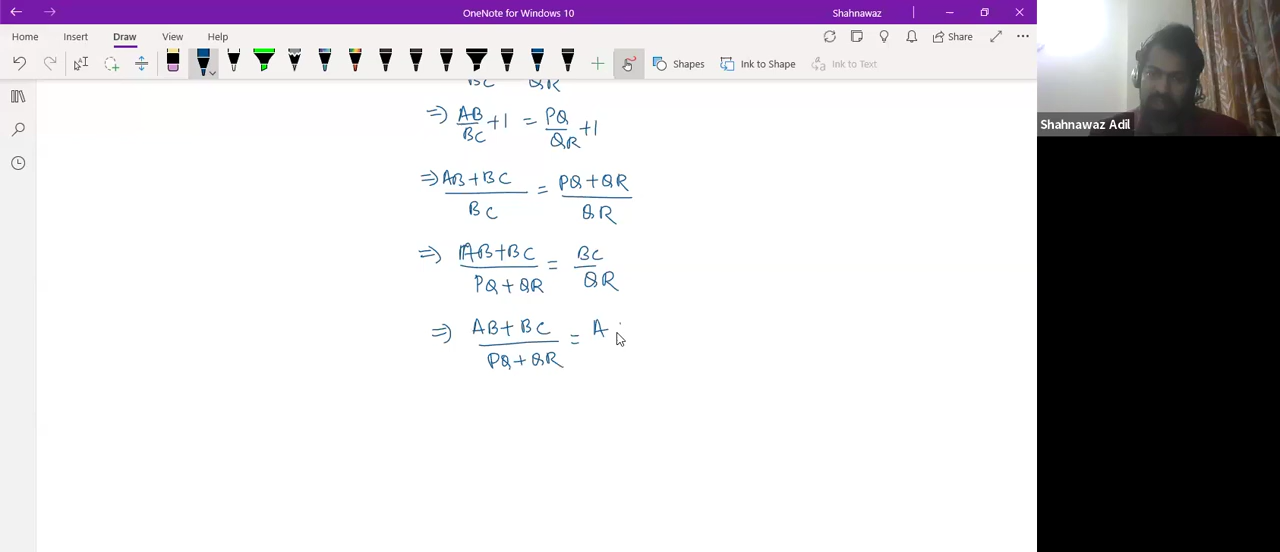 OneNote for Windows 10
Shahnawaz
Home Insert Draw View Help
Shapes Ink to Shape Ink to Text Share
BC QR
⇒ AB/BC + 1 = PQ/QR + 1
⇒ AB + BC / BC = PQ + QR / QR
⇒ AB + BC / PQ + QR = BC / QR
⇒ AB + BC / PQ + QR = A
Shahnawaz Adil